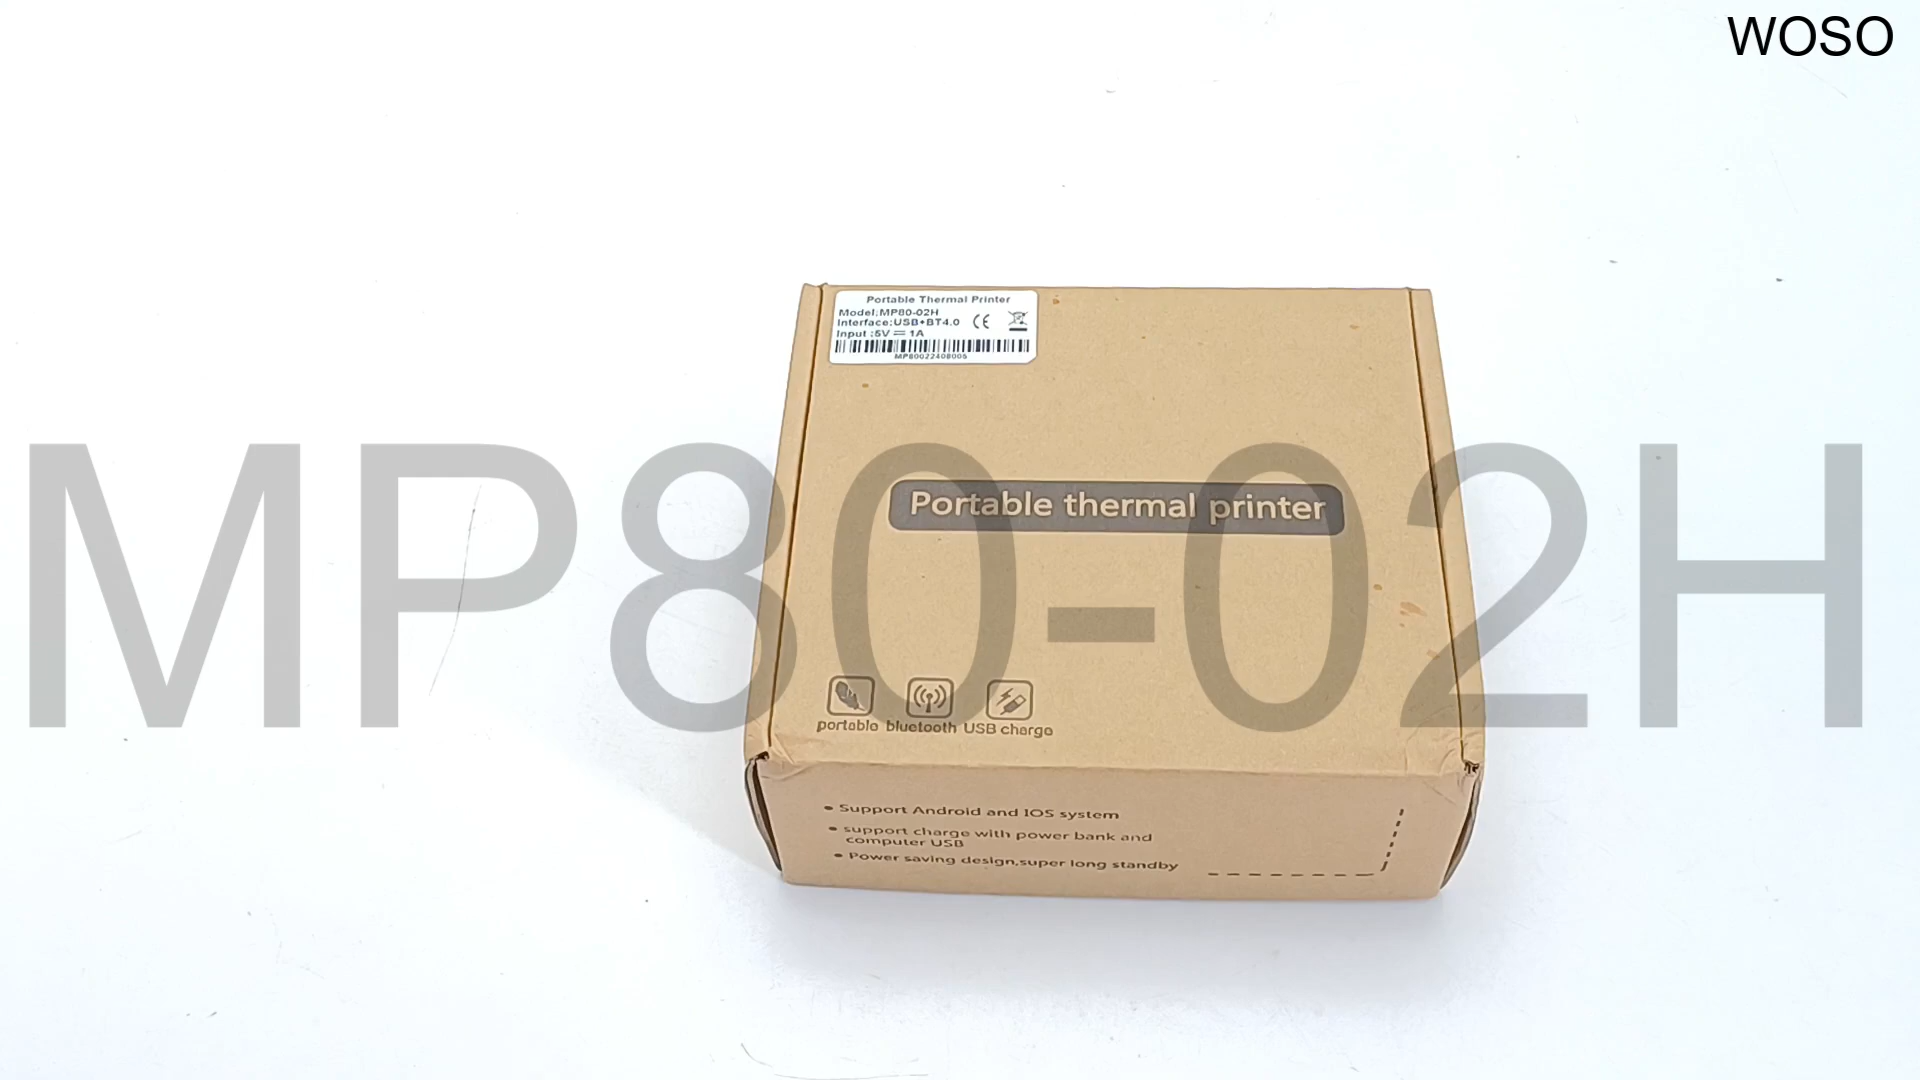 WOSO
Portable Thermal Printer
Model:MP80-02H
Interface:USB+BT4.0
Input :5V⎓1A
CE
MP80022408005
MP80-02H
Portable thermal printer
portable bluetooth USB charge
• Support Android and IOS system
• support charge with power bank and
computer USB
• Power saving design,super long standby